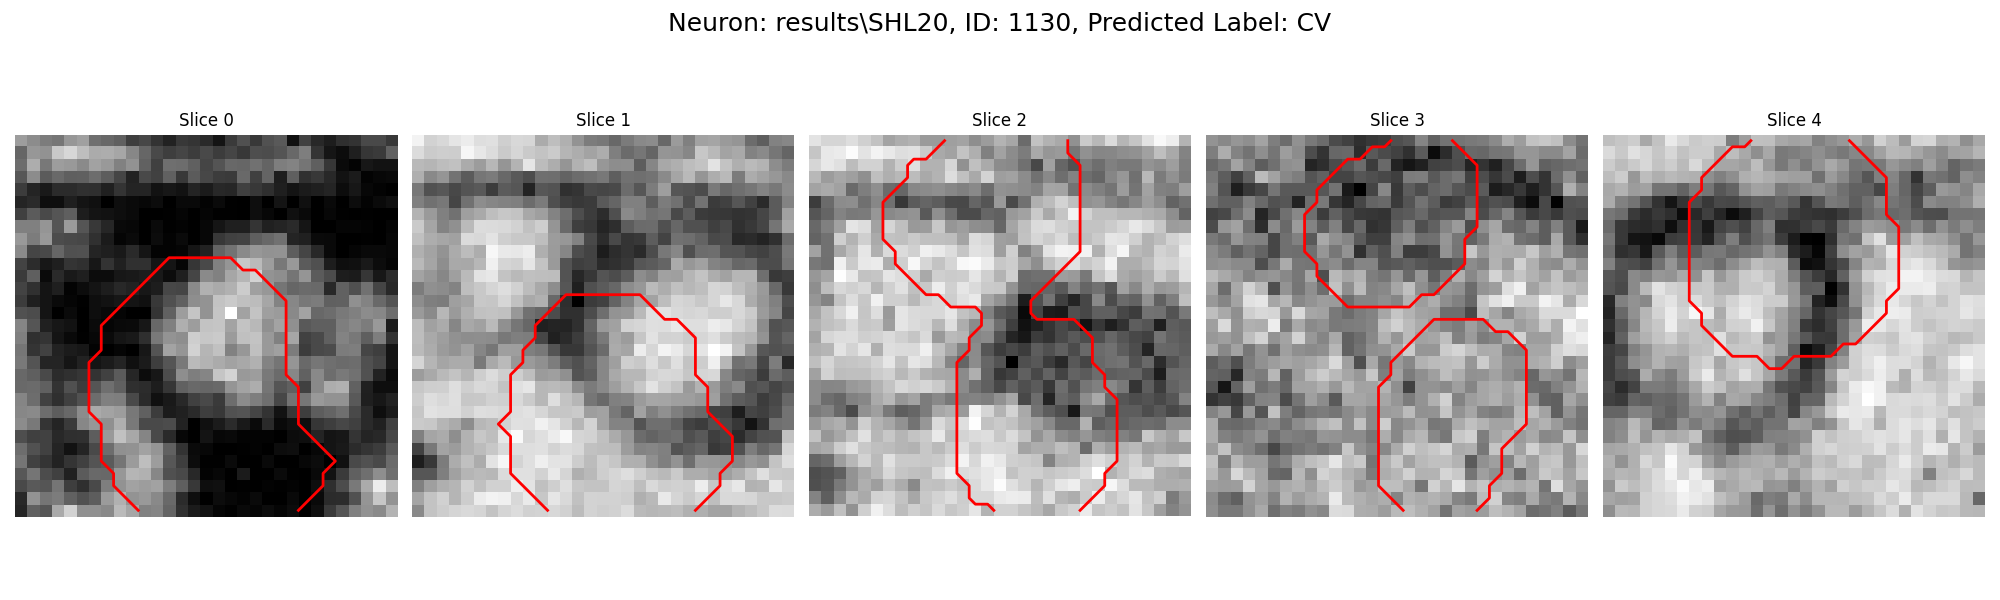 Neuron: results\SHL20, ID: 1130, Predicted Label: CV
Slice 0
Slice 1
Slice 2
Slice 3
Slice 4